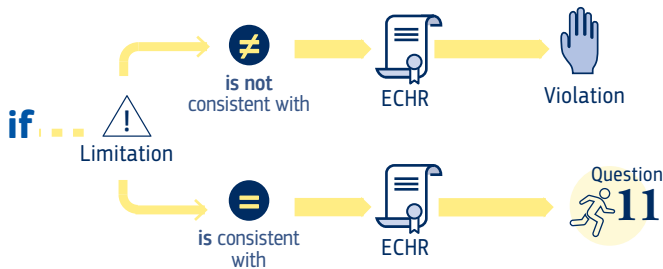 ≠
is not
consistent with
ECHR
Violation
if
!
Limitation
=
is consistent
with
ECHR
Question
11